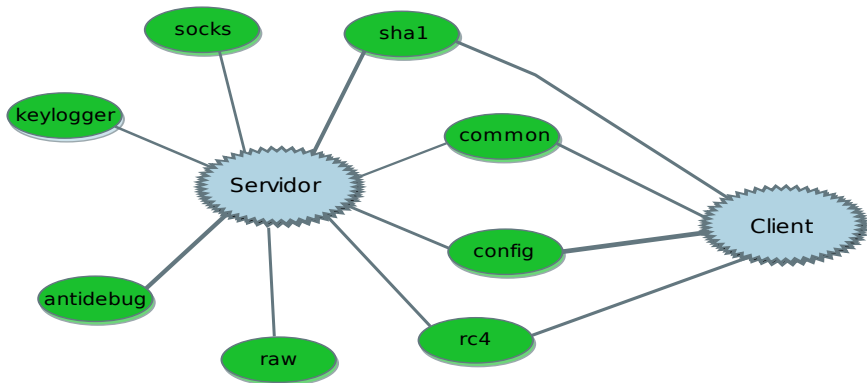 socks
sha1
keylogger
common
Servidor
Client
config
antidebug
rc4
raw